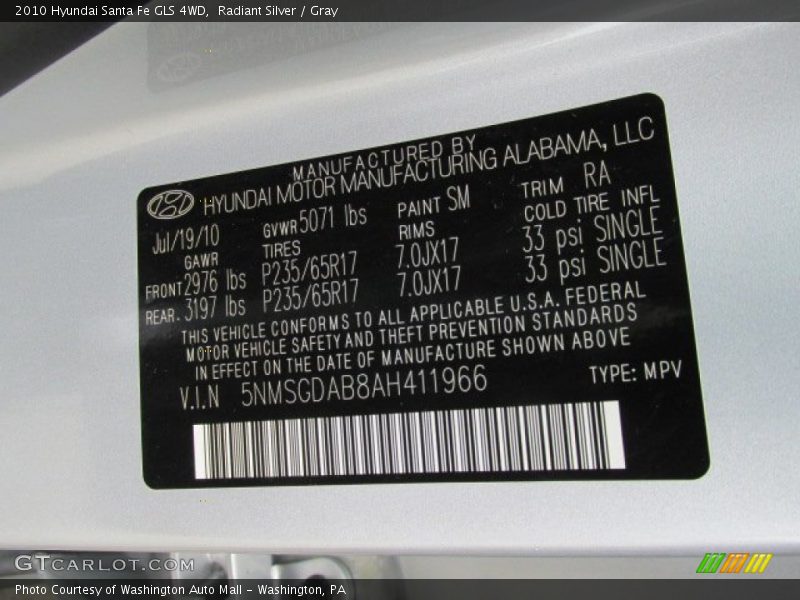 2010 Hyundai Santa Fe GLS 4WD, Radiant Silver / Gray
MANUFACTURED BY
HYUNDAI MOTOR MANUFACTURING ALABAMA, LLC
Jul/19/10 GVWR 5071 lbs PAINT SM TRIM RA
GAWR TIRES RIMS COLD TIRE INFL
FRONT 2976 lbs P235/65R17 7.0JX17 33 psi SINGLE
REAR. 3197 lbs P235/65R17 7.0JX17 33 psi SINGLE
THIS VEHICLE CONFORMS TO ALL APPLICABLE U.S.A. FEDERAL
MOTOR VEHICLE SAFETY AND THEFT PREVENTION STANDARDS
IN EFFECT ON THE DATE OF MANUFACTURE SHOWN ABOVE
V.I.N 5NMSGDAB8AH411966 TYPE: MPV
GTCARLOT.COM
Photo Courtesy of Washington Auto Mall - Washington, PA